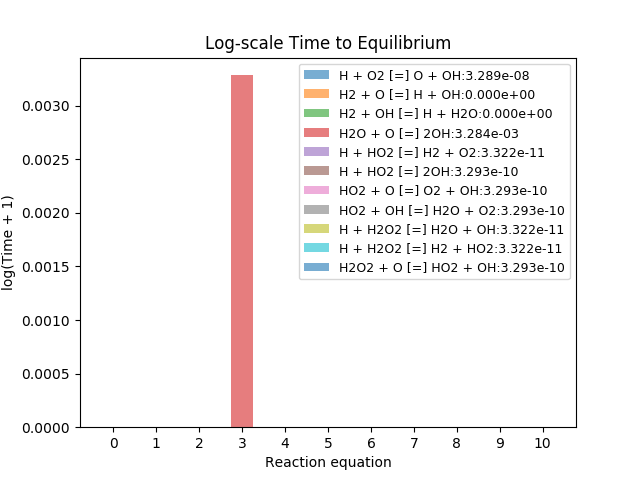 Log-scale Time to Equilibrium
H + O2 [=] O + OH:3.289e-08
H2 + O [=] H + OH:0.000e+00
H2 + OH [=] H + H2O:0.000e+00
H2O + O [=] 2OH:3.284e-03
H + HO2 [=] H2 + O2:3.322e-11
H + HO2 [=] 2OH:3.293e-10
HO2 + O [=] O2 + OH:3.293e-10
HO2 + OH [=] H2O + O2:3.293e-10
H + H2O2 [=] H2O + OH:3.322e-11
H + H2O2 [=] H2 + HO2:3.322e-11
H2O2 + O [=] HO2 + OH:3.293e-10
log(Time + 1)
0.0030
0.0025
0.0020
0.0015
0.0010
0.0005
0.0000
0 1 2 3 4 5 6 7 8 9 10
Reaction equation